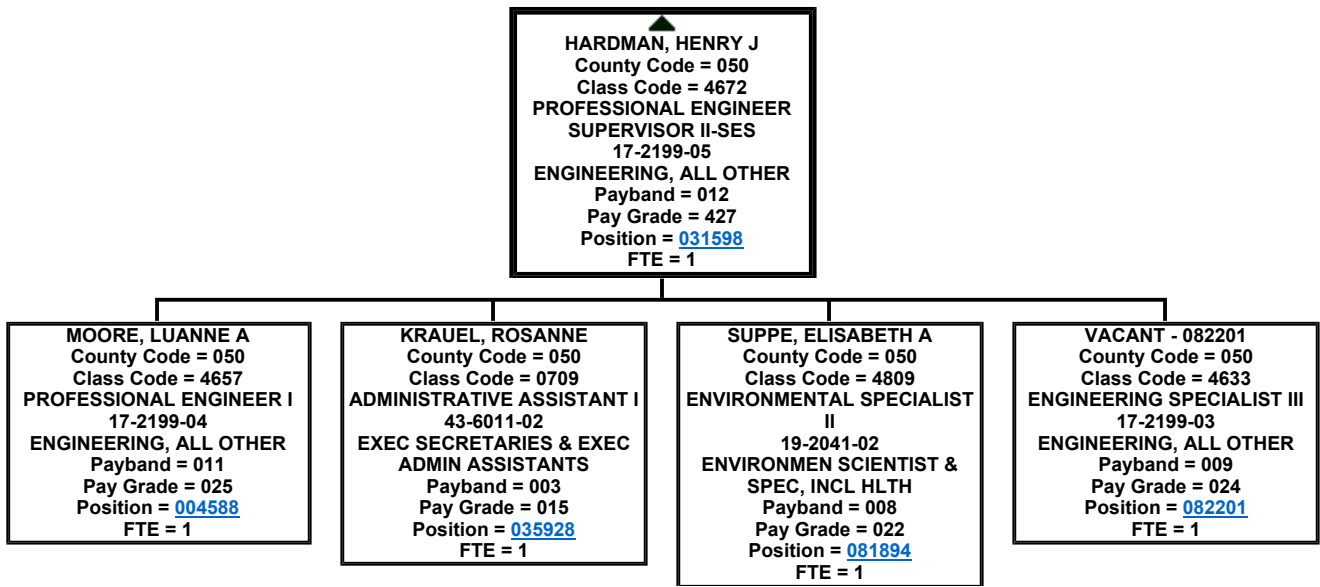 HARDMAN, HENRY J
County Code = 050
Class Code = 4672
PROFESSIONAL ENGINEER
SUPERVISOR II-SES
17-2199-05
ENGINEERING, ALL OTHER
Payband = 012
Pay Grade = 427
Position = 031598
FTE = 1
MOORE, LUANNE A
County Code = 050
Class Code = 4657
PROFESSIONAL ENGINEER I
17-2199-04
ENGINEERING, ALL OTHER
Payband = 011
Pay Grade = 025
Position = 004588
FTE = 1
KRAUEL, ROSANNE
County Code = 050
Class Code = 0709
ADMINISTRATIVE ASSISTANT I
43-6011-02
EXEC SECRETARIES & EXEC
ADMIN ASSISTANTS
Payband = 003
Pay Grade = 015
Position = 035928
FTE = 1
SUPPE, ELISABETH A
County Code = 050
Class Code = 4809
ENVIRONMENTAL SPECIALIST
II
19-2041-02
ENVIRONMEN SCIENTIST &
SPEC, INCL HLTH
Payband = 008
Pay Grade = 022
Position = 081894
FTE = 1
VACANT - 082201
County Code = 050
Class Code = 4633
ENGINEERING SPECIALIST III
17-2199-03
ENGINEERING, ALL OTHER
Payband = 009
Pay Grade = 024
Position = 082201
FTE = 1